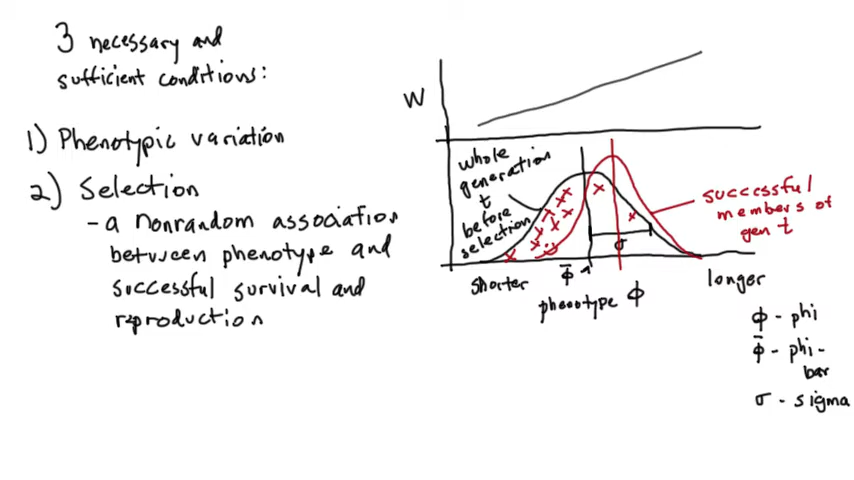 3 necessary and
sufficient conditions:
1) Phenotypic variation
2) Selection
- a nonrandom association
between phenotype and
successful survival and
reproduction
W
whole
generation
t
before
selection
successful
members of
gen t
σ
Φ̄
shorter
longer
phenotype Φ
Φ - phi
Φ̄ - phi-
bar
σ - sigma